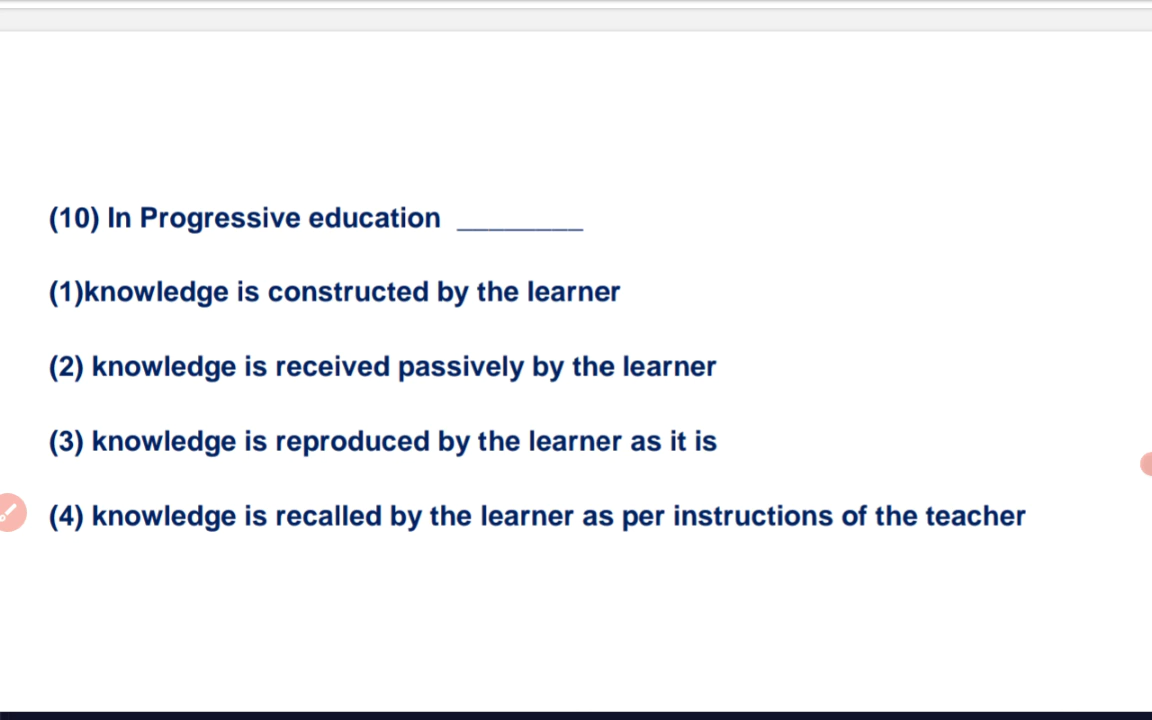 (10) In Progressive education ________
(1)knowledge is constructed by the learner
(2) knowledge is received passively by the learner
(3) knowledge is reproduced by the learner as it is
(4) knowledge is recalled by the learner as per instructions of the teacher